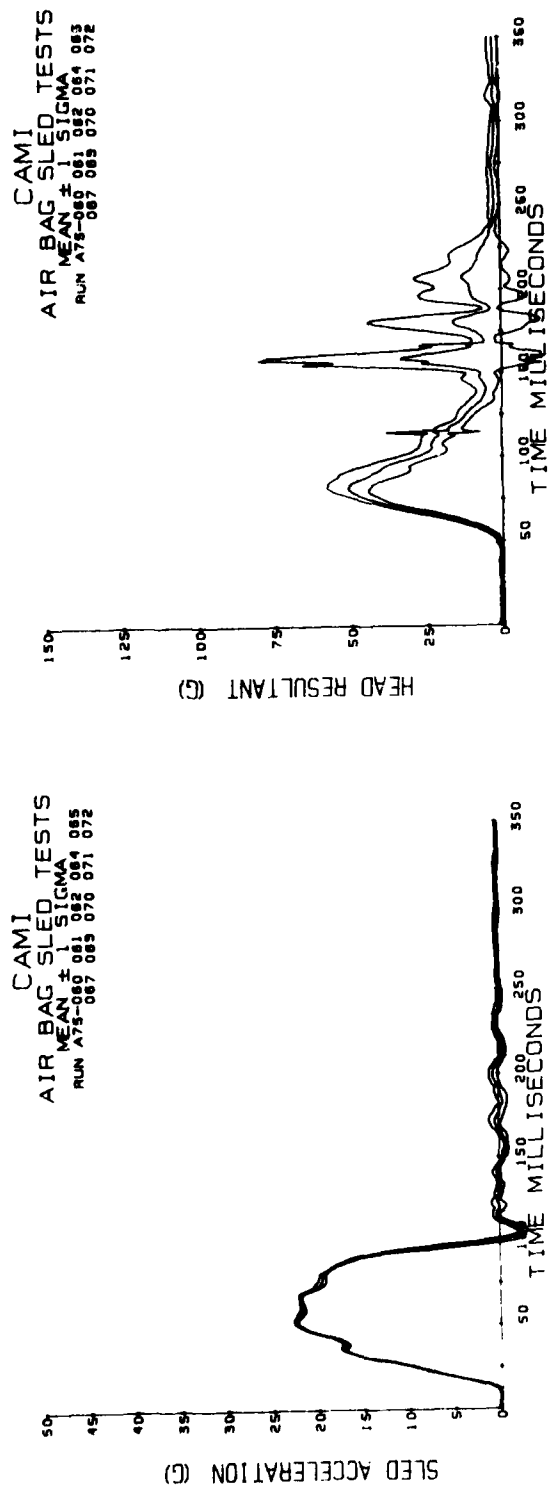 CAMI
AIR BAG SLED TESTS
MEAN ± 1 SIGMA
RUN A75-060 061 062 064 065
067 069 070 071 072
SLED ACCELERATION (G)
50
45
40
35
30
25
20
15
10
5
0
50 150 200 250 300 350
TIME MILLISECONDS
CAMI
AIR BAG SLED TESTS
MEAN ± 1 SIGMA
RUN A75-060 061 062 064 063
067 069 070 071 072
HEAD RESULTANT (G)
150
125
100
75
50
25
0
50 100 150 200 250 300 350
TIME MILLISECONDS